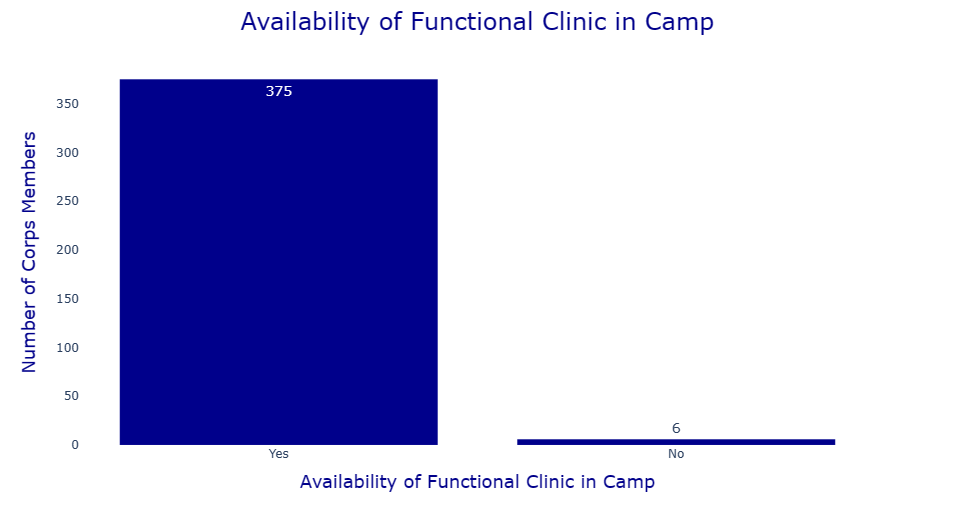 Availability of Functional Clinic in Camp
Number of Corps Members
350
300
250
200
150
100
50
0
375
6
Yes
No
Availability of Functional Clinic in Camp